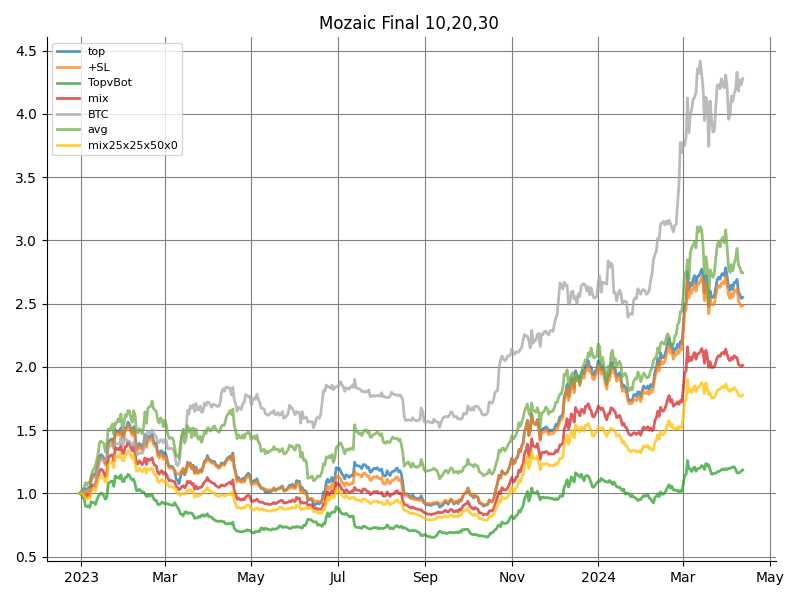 Mozaic Final 10,20,30
top
+SL
TopvBot
mix
BTC
avg
mix25x25x50x0
4.5
4.0
3.5
3.0
2.5
2.0
1.5
1.0
0.5
2023
Mar
May
Jul
Sep
Nov
2024
Mar
May